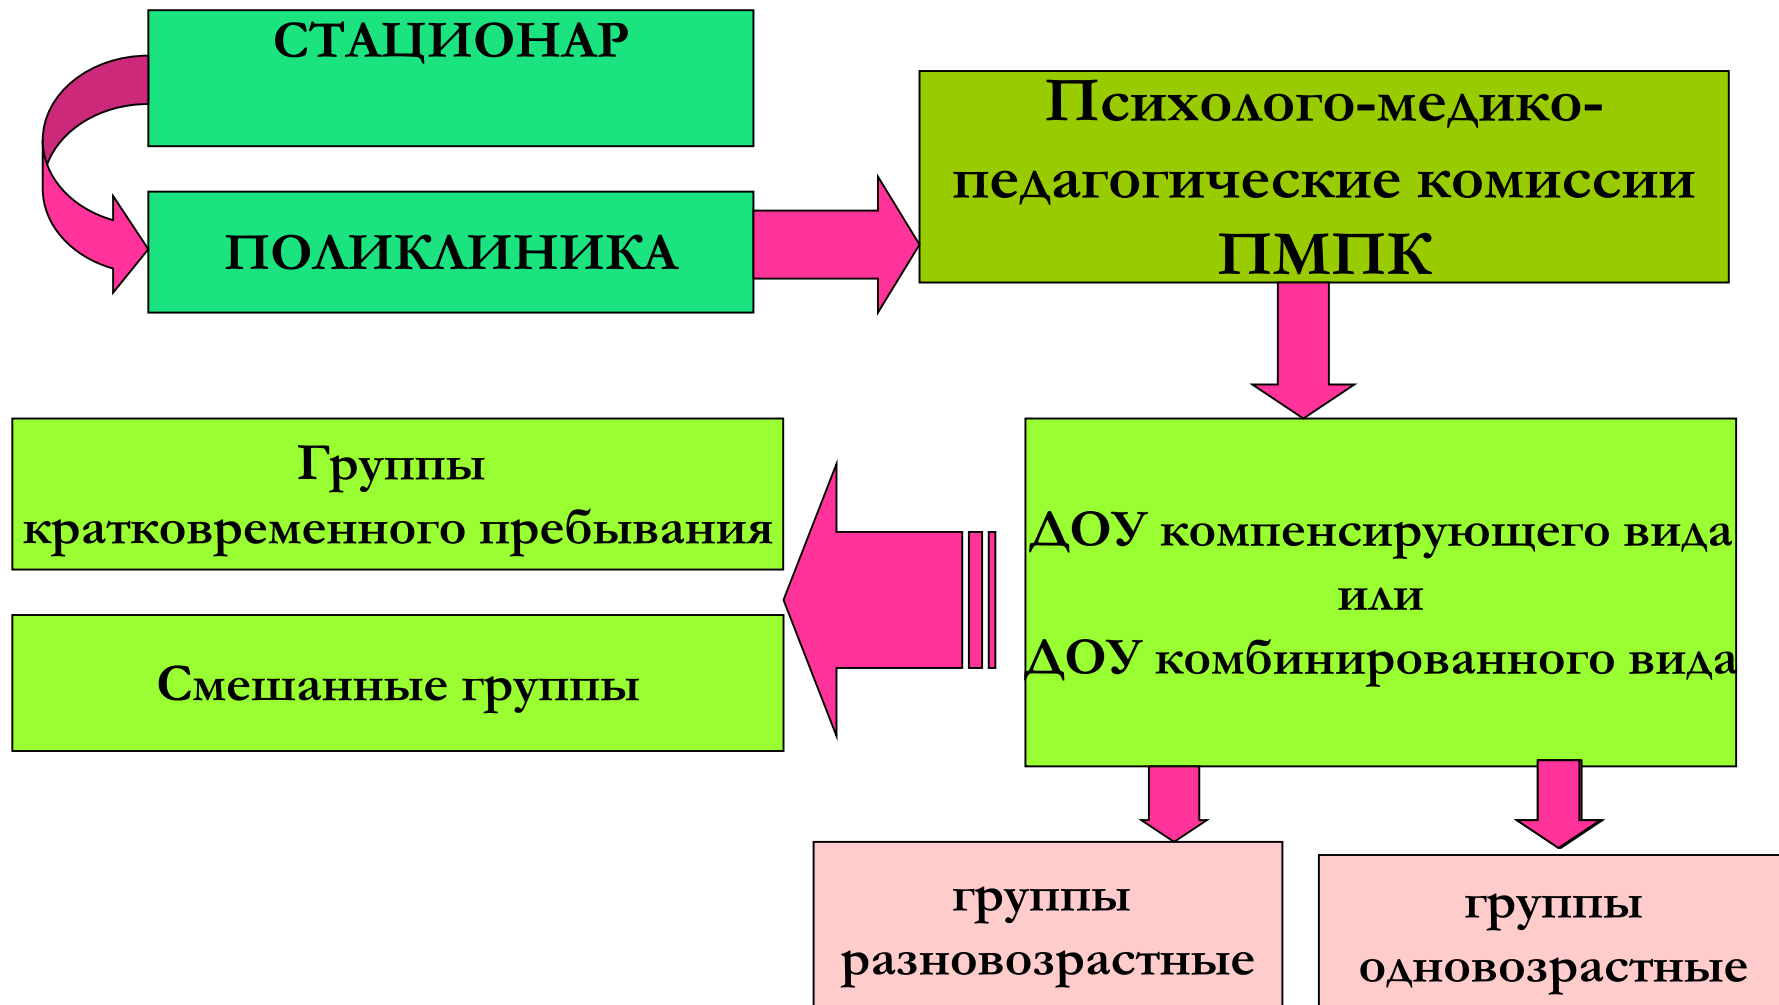 СТАЦИОНАР
ПОЛИКЛИНИКА
Психолого-медико-
педагогические комиссии
ПМПК
Группы
кратковременного пребывания
Смешанные группы
ДОУ компенсирующего вида
или
ДОУ комбинированного вида
группы
разновозрастные
группы
одновозрастные